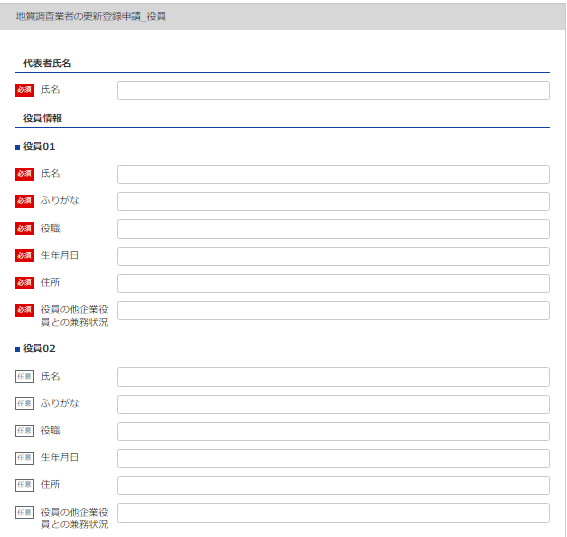 地質調査業者の更新登録申請_役員
代表者氏名
必須 氏名
役員情報
役員01
必須 氏名
必須 ふりがな
必須 役職
必須 生年月日
必須 住所
必須 役員の他企業役
員との兼務状況
役員02
任意 氏名
任意 ふりがな
任意 役職
任意 生年月日
任意 住所
任意 役員の他企業役
員との兼務状況